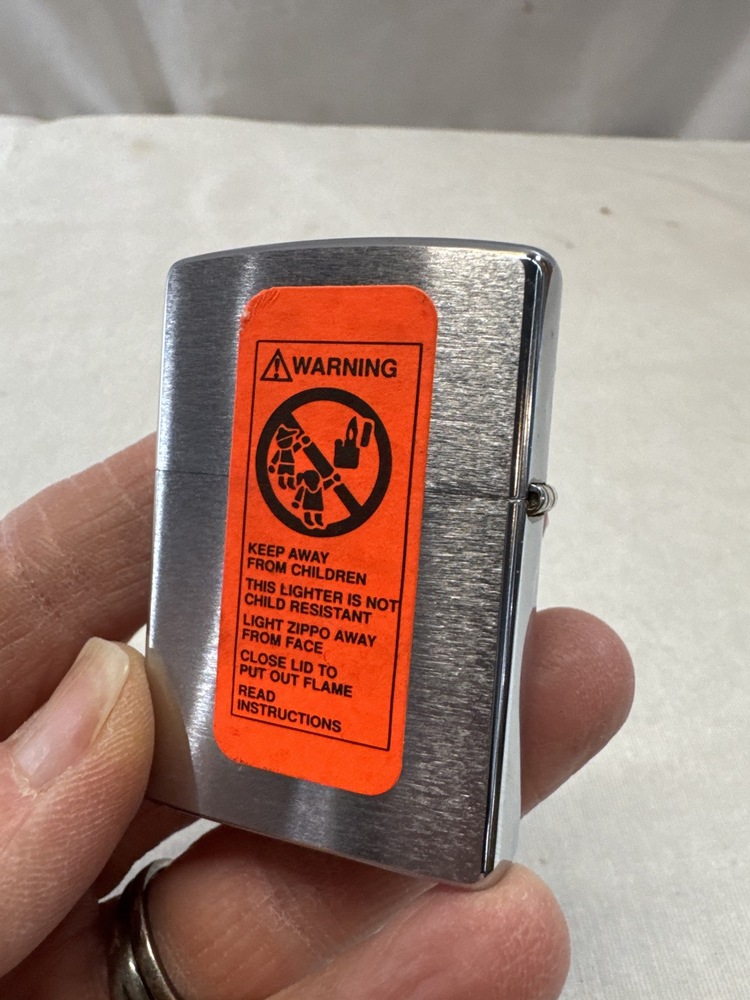 WARNING
KEEP AWAY
FROM CHILDREN
THIS LIGHTER IS NOT
CHILD RESISTANT
LIGHT ZIPPO AWAY
FROM FACE
CLOSE LID TO
PUT OUT FLAME
READ
INSTRUCTIONS